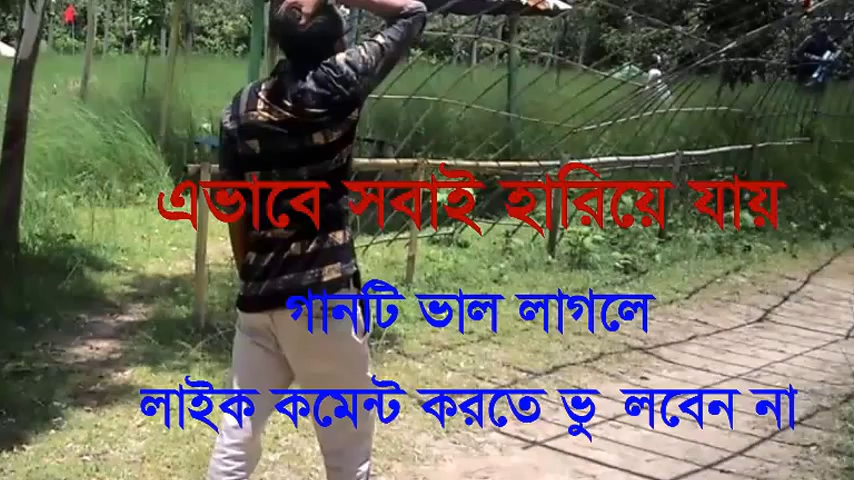 এভাবে সবাই হারিয়ে যায়
গানটি ভাল লাগলে
লাইক কমেন্ট করতে ভু লবেন না